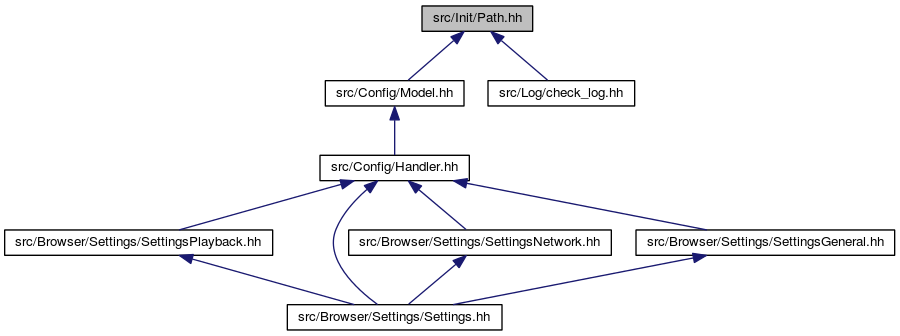 src/Init/Path.hh
src/Config/Model.hh
src/Log/check_log.hh
src/Config/Handler.hh
src/Browser/Settings/SettingsPlayback.hh
src/Browser/Settings/SettingsNetwork.hh
src/Browser/Settings/SettingsGeneral.hh
src/Browser/Settings/Settings.hh